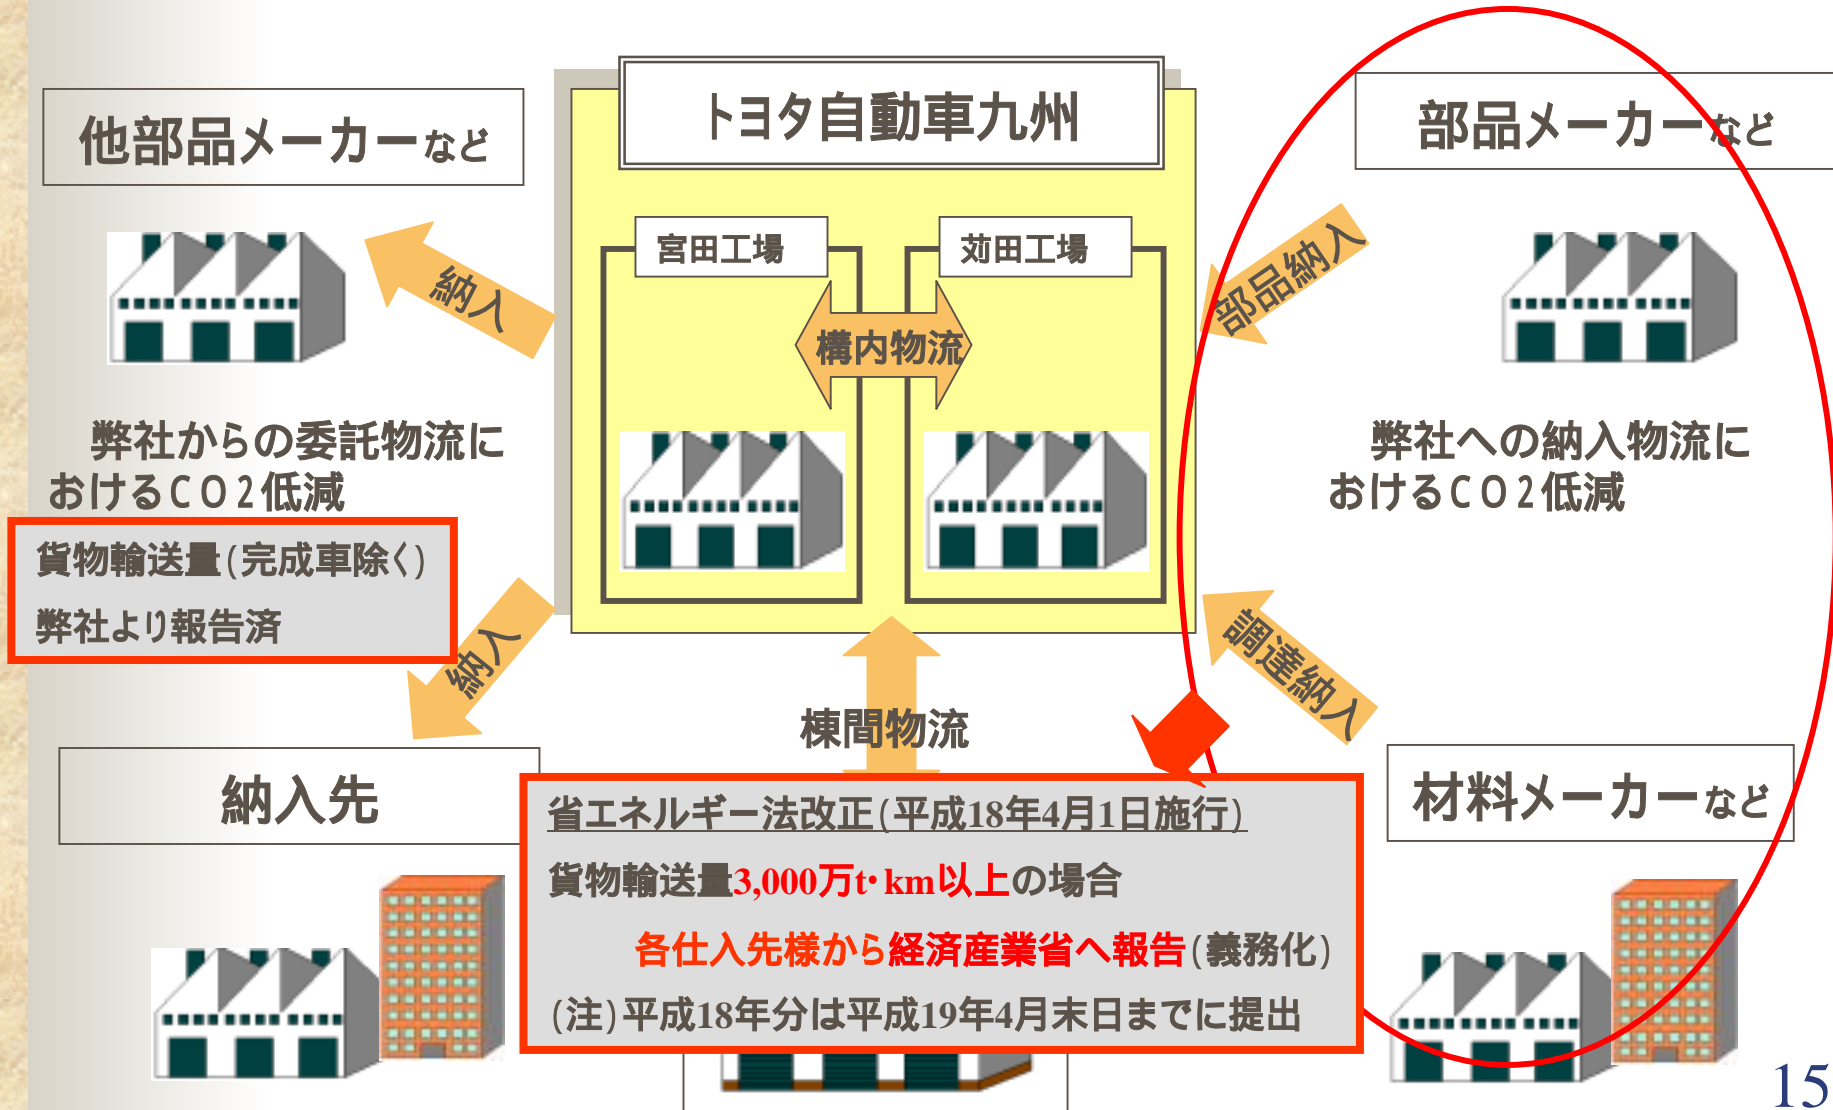 トヨタ自動車九州
他部品メーカーなど
部品メーカーなど
宮田工場
苅田工場
納入
構内物流
部品納入
弊社からの委託物流に
おけるCO2低減
弊社への納入物流に
おけるCO2低減
貨物輸送量(完成車除く)
弊社より報告済
納入
調達納入
棟間物流
納入先
材料メーカーなど
省エネルギー法改正(平成18年4月1日施行)
貨物輸送量3,000万t・km以上の場合
各仕入先様から経済産業省へ報告(義務化)
(注)平成18年分は平成19年4月末日までに提出
15